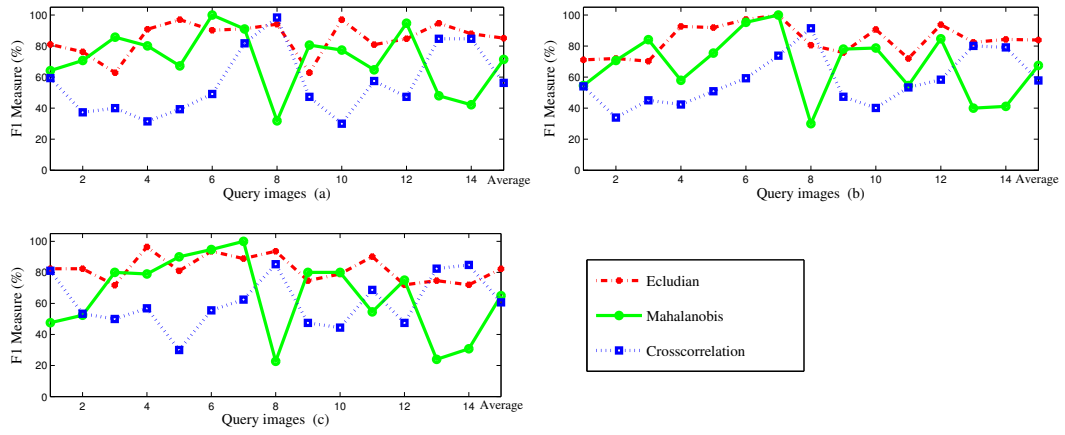 100
80
60
40
20
0
F1 Measure (%)
2 4 6 8 10 12 14 Average
Query images (a)
100
80
60
40
20
0
F1 Measure (%)
2 4 6 8 10 12 14 Average
Query images (b)
100
80
60
40
20
0
F1 Measure (%)
2 4 6 8 10 12 14 Average
Query images (c)
Ecludian
Mahalanobis
Crosscorrelation